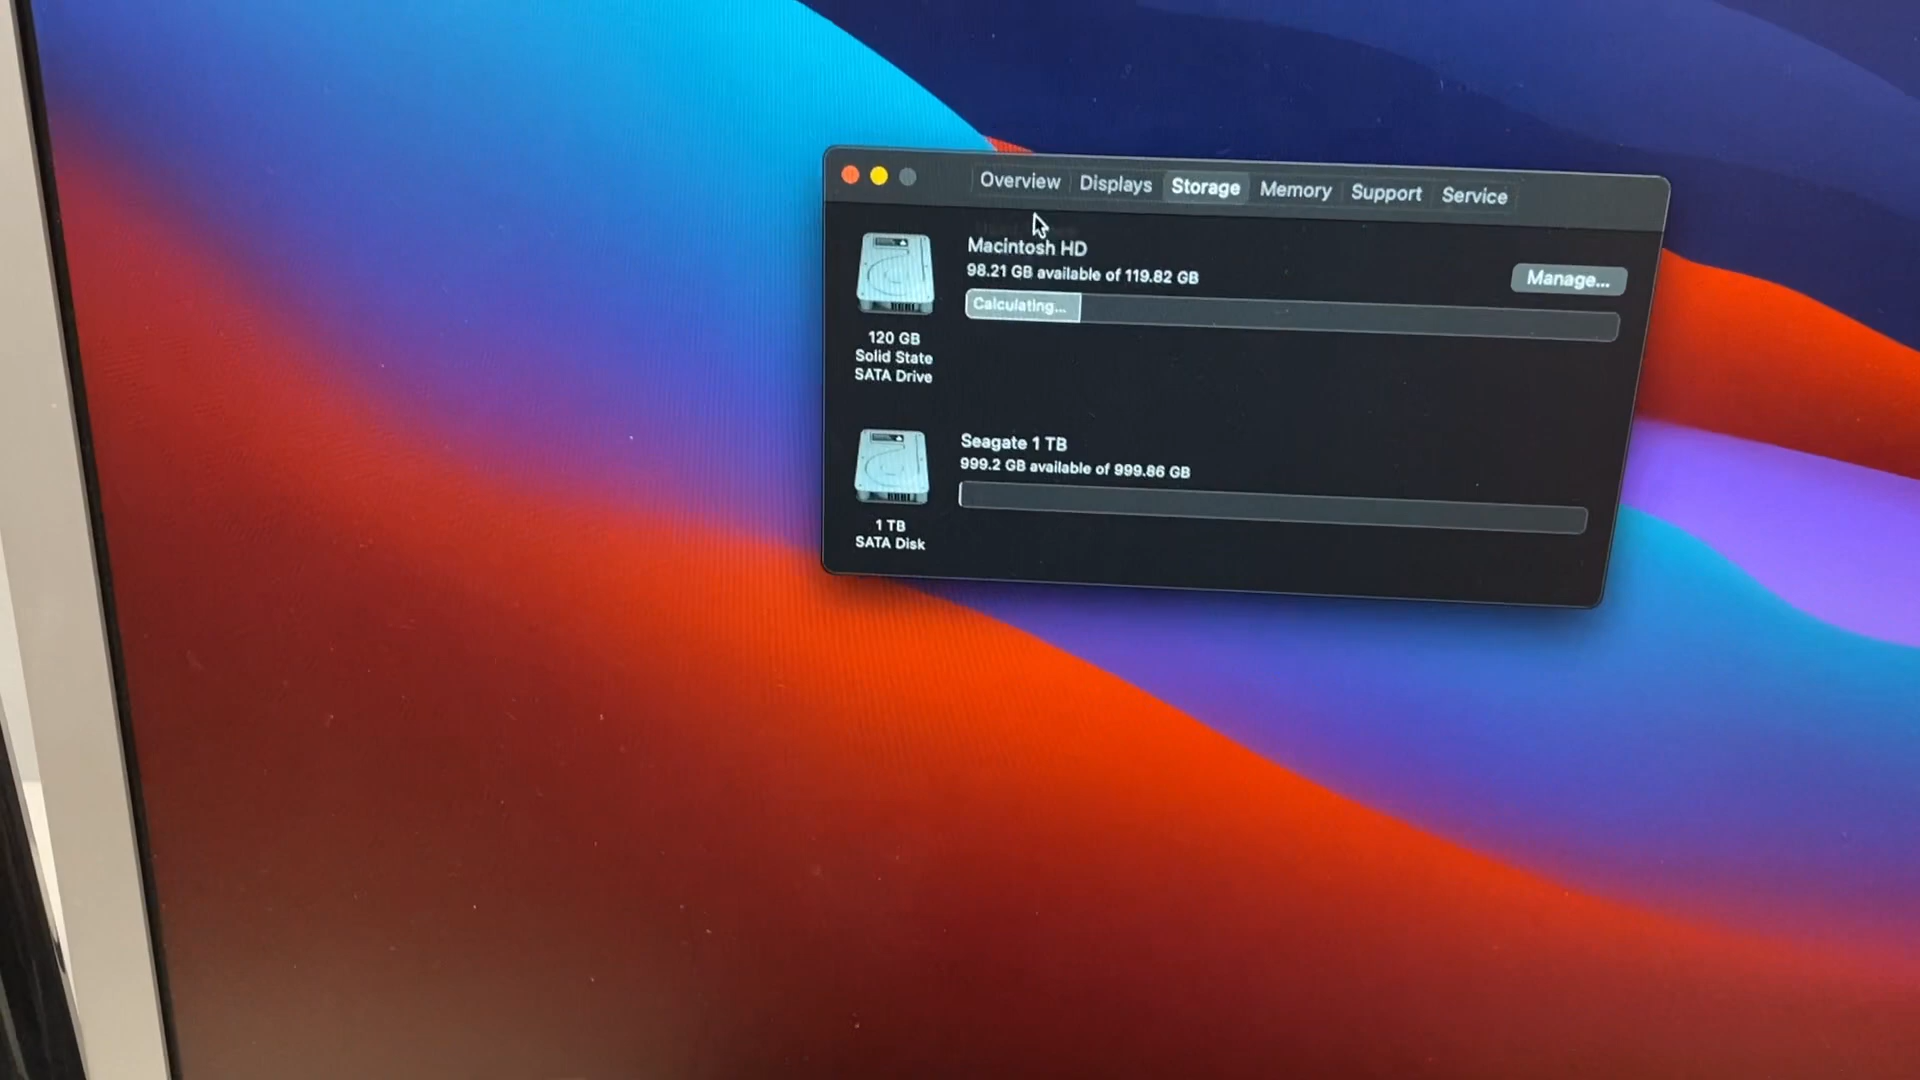 Overview Displays Storage Memory Support Service
Macintosh HD
98.21 GB available of 119.82 GB
Manage...
Calculating...
120 GB
Solid State
SATA Drive
Seagate 1 TB
999.2 GB available of 999.86 GB
1 TB
SATA Disk